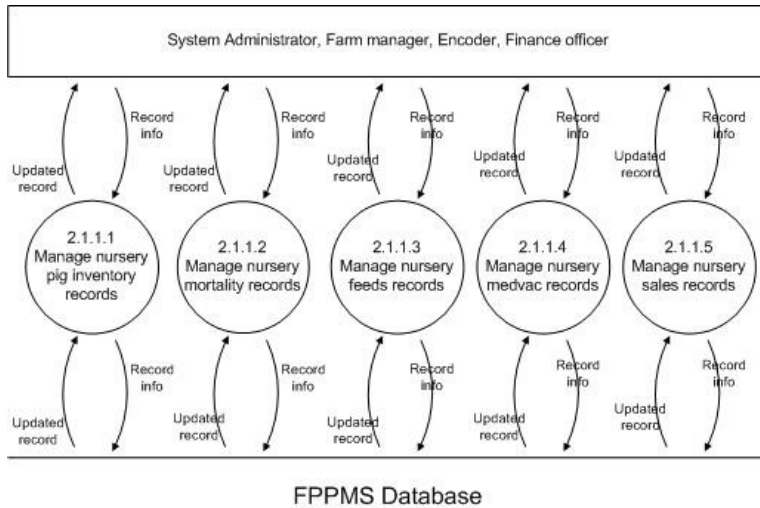 System Administrator, Farm manager, Encoder, Finance officer
Record
info
Record
info
Record
info
Record
info
Record
info
Updated
record
Updated
record
Updated
record
Updated
record
Updated
record
2.1.1.1
Manage nursery
pig inventory
records
2.1.1.2
Manage nursery
mortality records
2.1.1.3
Manage nursery
feeds records
2.1.1.4
Manage nursery
medvac records
2.1.1.5
Manage nursery
sales records
Record
info
Record
info
Record
info
Record
info
Record
info
Updated
record
Updated
record
Updated
record
Updated
record
Updated
record
FPPMS Database